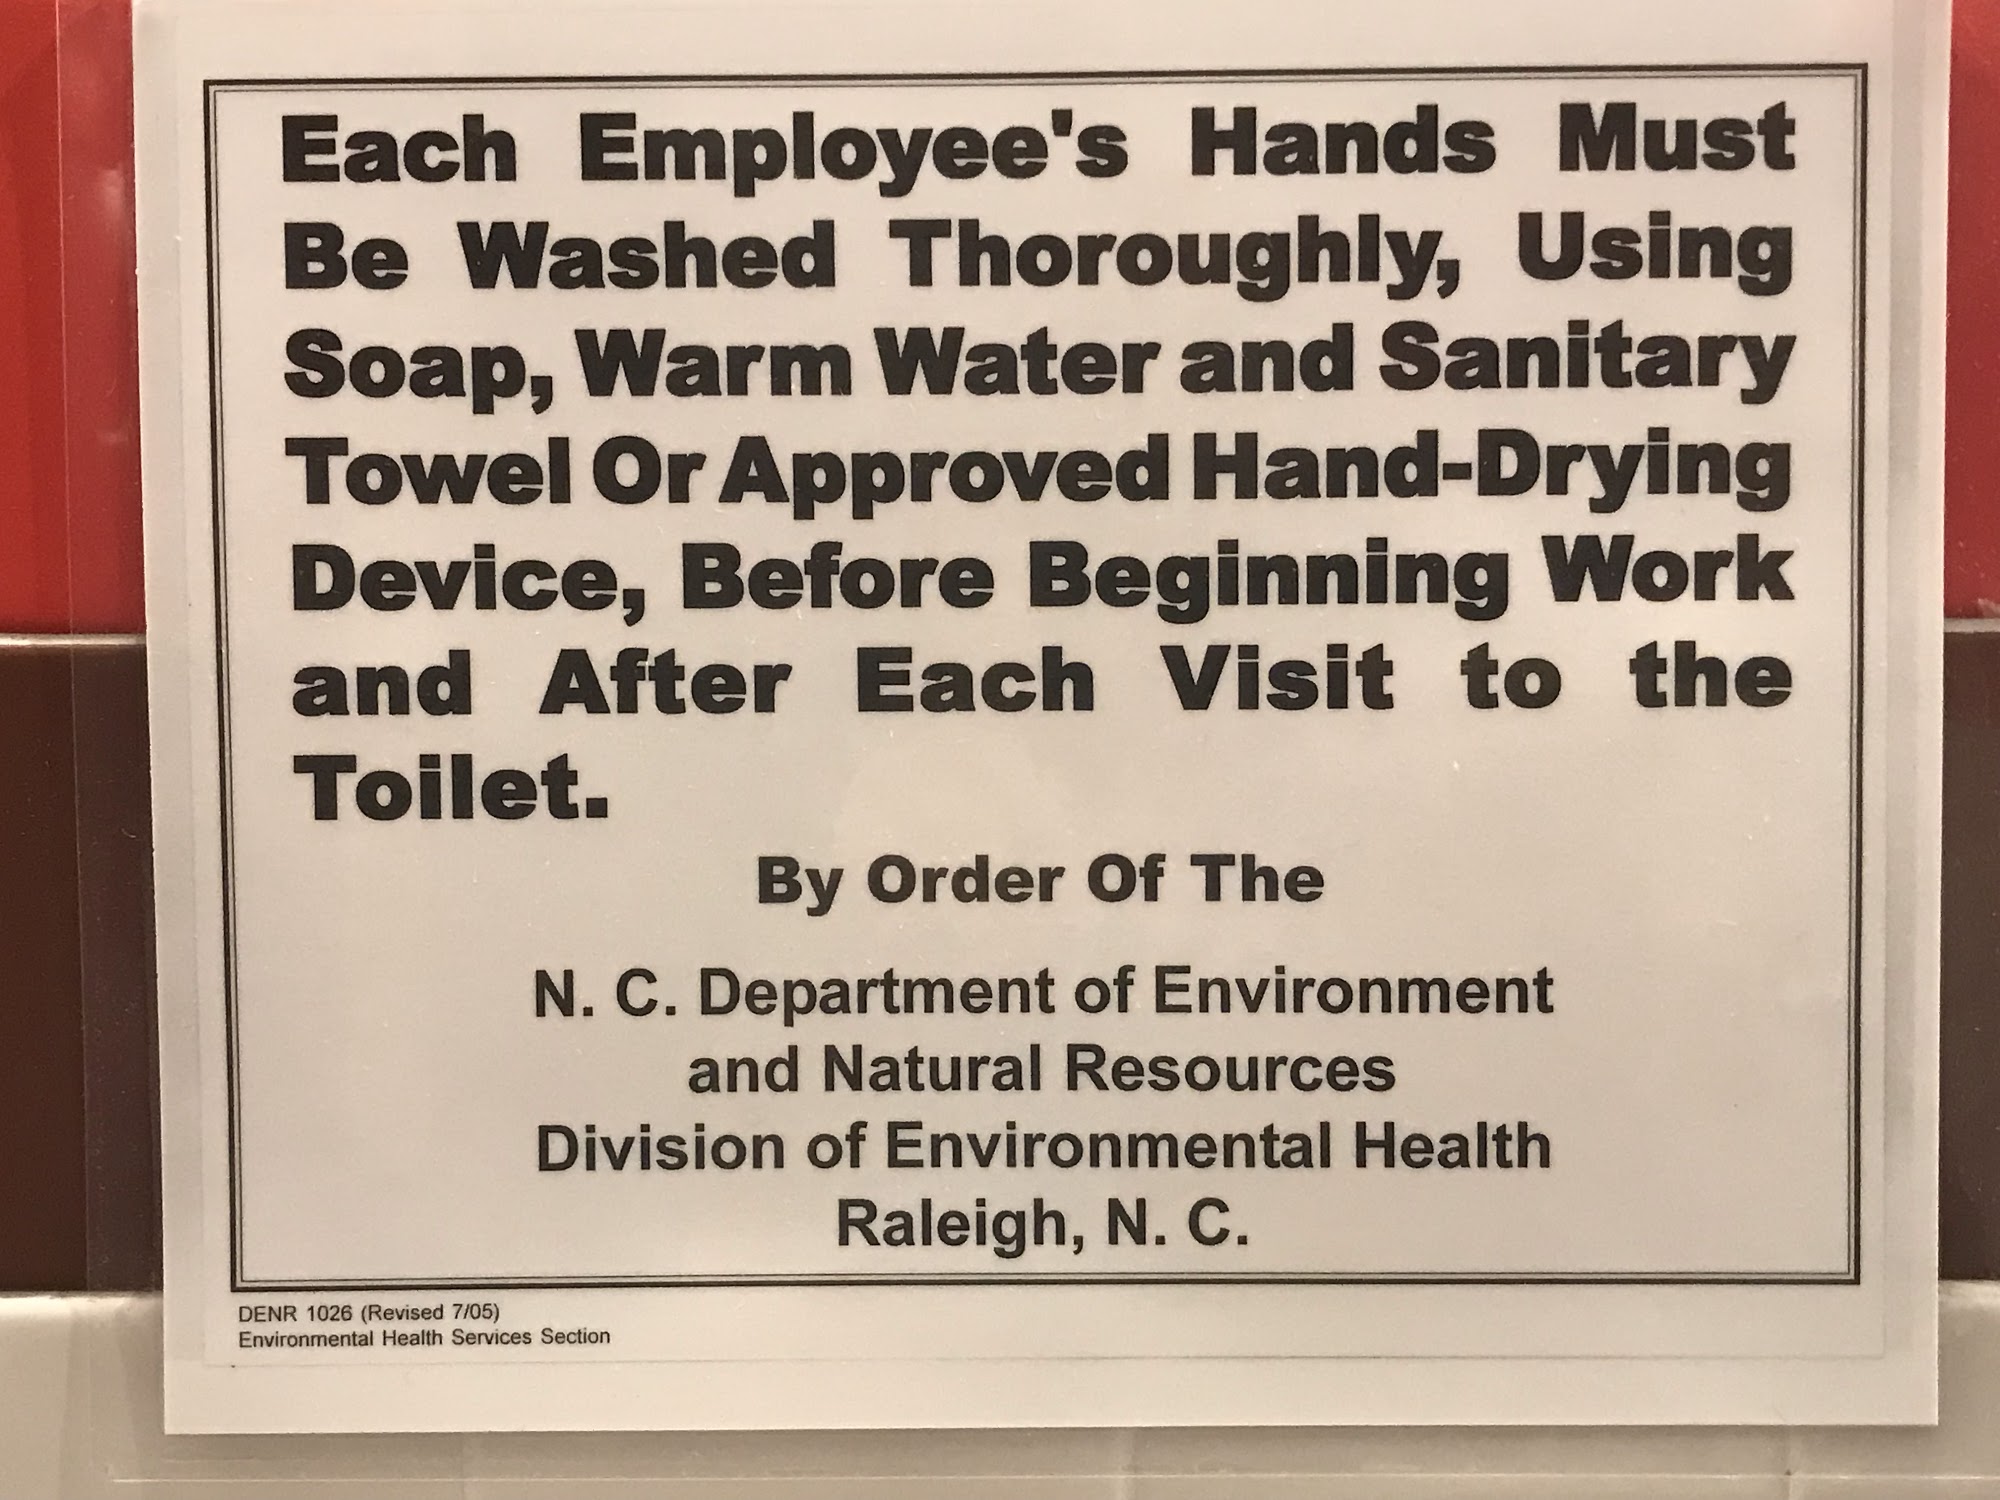 Each Employee's Hands Must
Be Washed Thoroughly, Using
Soap, Warm Water and Sanitary
Towel Or Approved Hand-Drying
Device, Before Beginning Work
and After Each Visit to the
Toilet.
By Order Of The
N. C. Department of Environment
and Natural Resources
Division of Environmental Health
Raleigh, N. C.
DENR 1026 (Revised 7/05)
Environmental Health Services Section